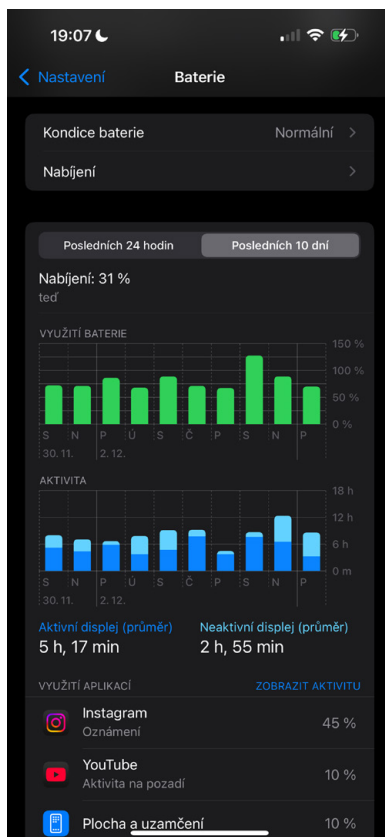 19:07
Nastavení
Baterie
Kondice baterie Normální
Nabíjení
Posledních 24 hodin Posledních 10 dní
Nabíjení: 31 %
teď
VYUŽITÍ BATERIE
150 %
100 %
50 %
0 %
S N P Ú S Č P S N P
30. 11. 2. 12.
AKTIVITA
18 h
12 h
6 h
0 m
S N P Ú S Č P S N P
30. 11. 2. 12.
Aktivní displej (průměr) Neaktivní displej (průměr)
5 h, 17 min 2 h, 55 min
VYUŽITÍ APLIKACÍ ZOBRAZIT AKTIVITU
Instagram
Oznámení
45 %
YouTube
Aktivita na pozadí
10 %
Plocha a uzamčení 10 %